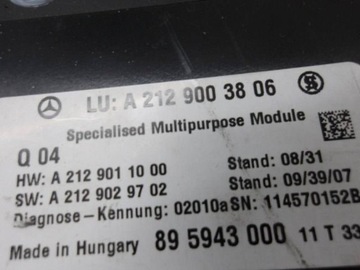 LU: A 212 900 38 06
Specialised Multipurpose Module
Q 04
HW: A 212 901 10 00 Stand: 08/31
SW: A 212 902 97 02 Stand: 09/39/07
Diagnose - Kennung: 02010a SN: 114570152B
Made in Hungary 89 5943 000 11 T 33